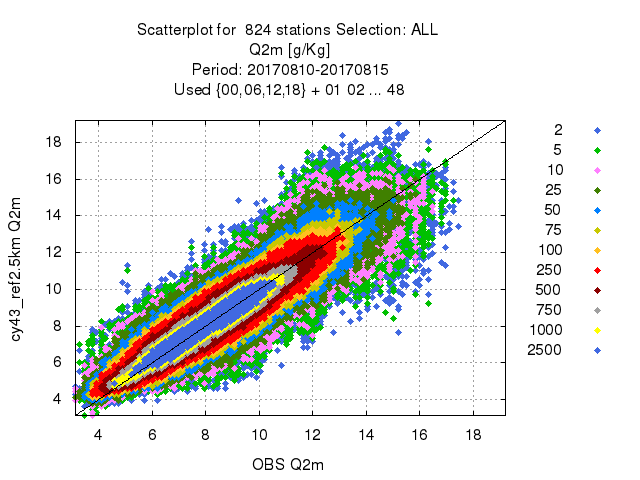 Scatterplot for 824 stations Selection: ALL
Q2m [g/Kg]
Period: 20170810-20170815
Used {00,06,12,18} + 01 02 ... 48
18
16
14
12
10
8
6
4
cy43_ref2.5km Q2m
4 6 8 10 12 14 16 18
OBS Q2m
2
5
10
25
50
75
100
250
500
750
1000
2500